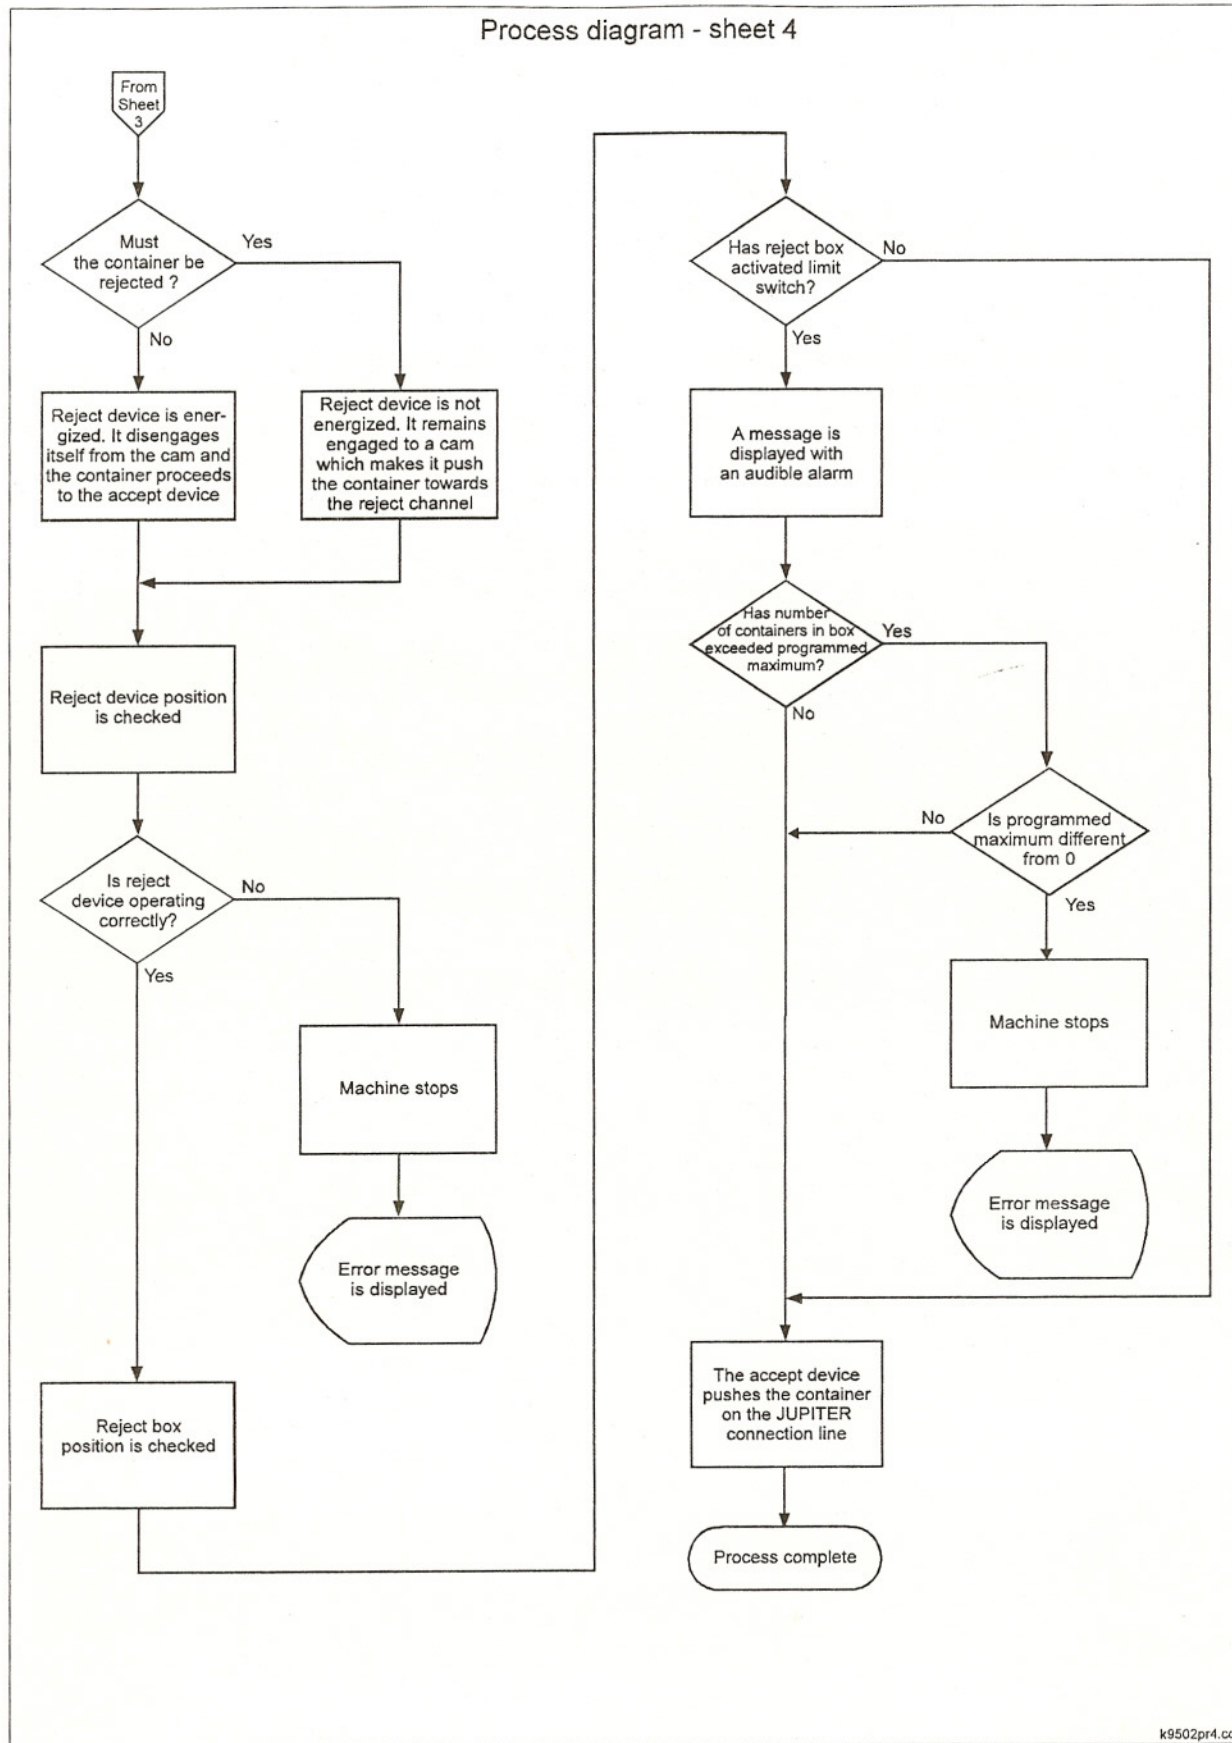 Process diagram - sheet 4
From
Sheet
3
Must
the container be
rejected ?
Yes
No
Reject device is ener-
gized. It disengages
itself from the cam and
the container proceeds
to the accept device
Reject device is not
energized. It remains
engaged to a cam
which makes it push
the container towards
the reject channel
Reject device position
is checked
Is reject
device operating
correctly?
No
Yes
Machine stops
Error message
is displayed
Reject box
position is checked
Has reject box
activated limit
switch?
No
Yes
A message is
displayed with
an audible alarm
Has number
of containers in box
exceeded programmed
maximum?
Yes
No
Is programmed
maximum different
from 0
No
Yes
Machine stops
Error message
is displayed
The accept device
pushes the container
on the JUPITER
connection line
Process complete